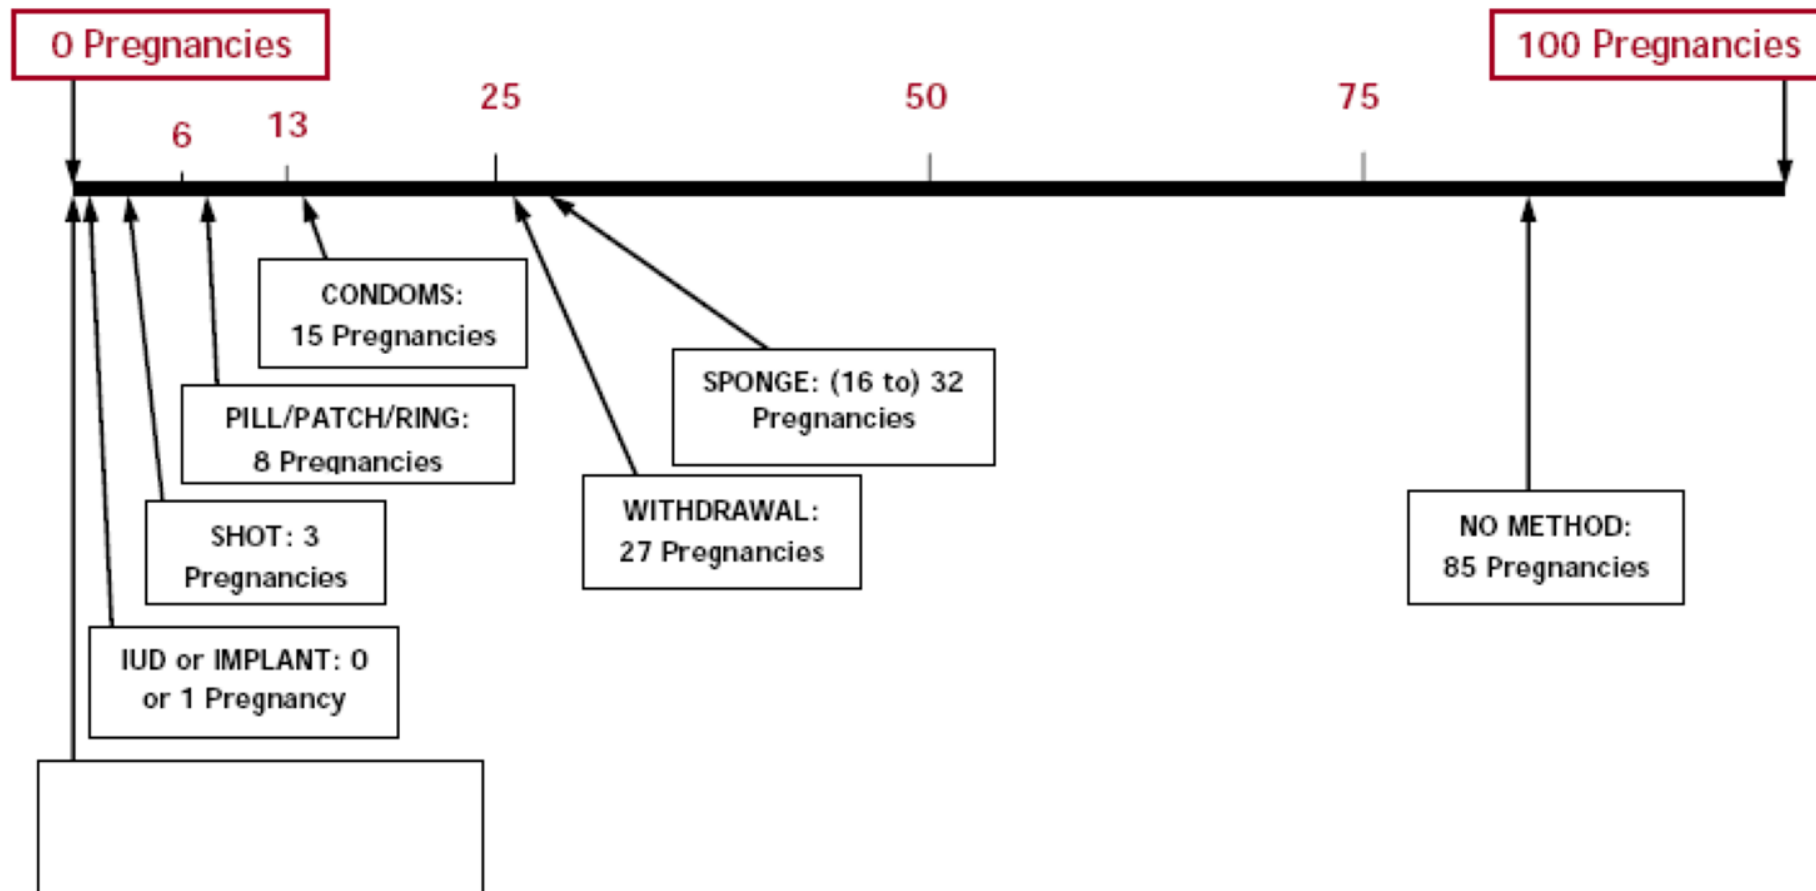 0 Pregnancies
100 Pregnancies
6
13
25
50
75
CONDOMS:
15 Pregnancies
SPONGE: (16 to) 32
Pregnancies
PILL/PATCH/RING:
8 Pregnancies
SHOT: 3
Pregnancies
WITHDRAWAL:
27 Pregnancies
NO METHOD:
85 Pregnancies
IUD or IMPLANT: 0
or 1 Pregnancy